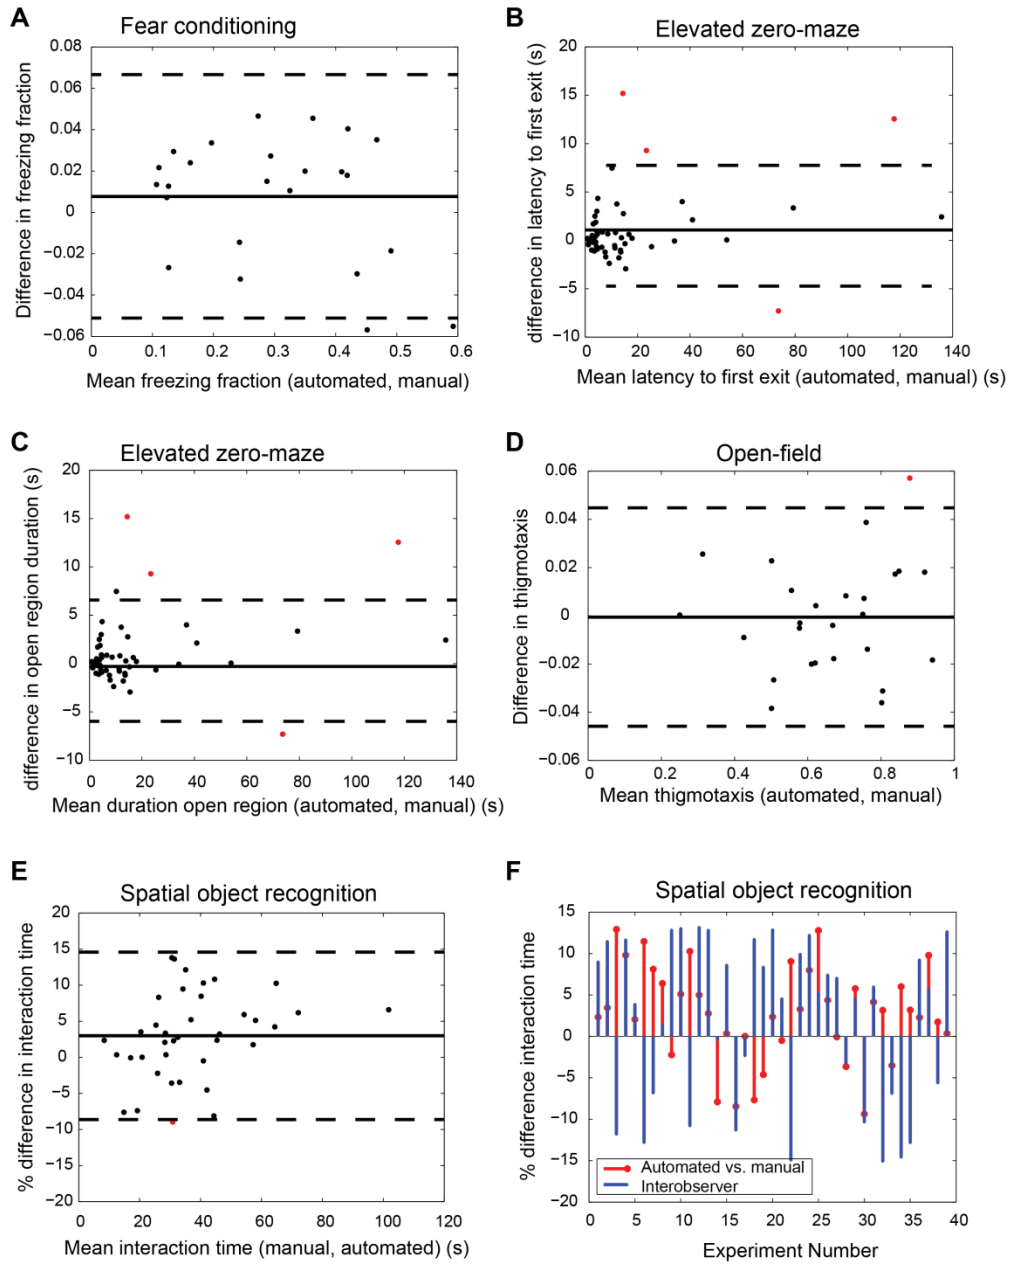 A Fear conditioning
Difference in freezing fraction
0.08
0.06
0.04
0.02
0
−0.02
−0.04
−0.06
0 0.1 0.2 0.3 0.4 0.5 0.6
Mean freezing fraction (automated, manual)
B Elevated zero-maze
difference in latency to first exit (s)
20
15
10
5
0
−5
−10
0 20 40 60 80 100 120 140
Mean latency to first exit (automated, manual) (s)
C Elevated zero-maze
difference in open region duration (s)
20
15
10
5
0
−5
−10
0 20 40 60 80 100 120 140
Mean duration open region (automated, manual) (s)
D Open-field
Difference in thigmotaxis
0.06
0.04
0.02
0
−0.02
−0.04
−0.06
0 0.2 0.4 0.6 0.8 1
Mean thigmotaxis (automated, manual)
E Spatial object recognition
% difference interaction time
20
15
10
5
0
−5
−10
−15
−20
0 20 40 60 80 100 120
Mean interaction time (manual, automated) (s)
F Spatial object recognition
% difference interaction time
15
10
5
0
−5
−10
−15
−20
Automated vs. manual
Interobserver
0 5 10 15 20 25 30 35 40
Experiment Number